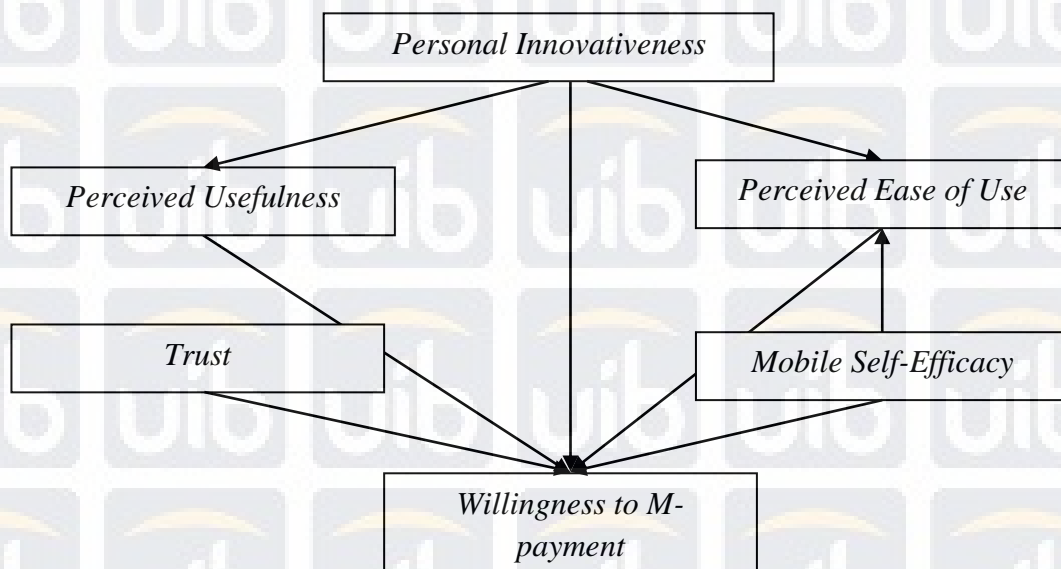 Personal Innovativeness
Perceived Usefulness
Perceived Ease of Use
Trust
Mobile Self-Efficacy
Willingness to M-
payment